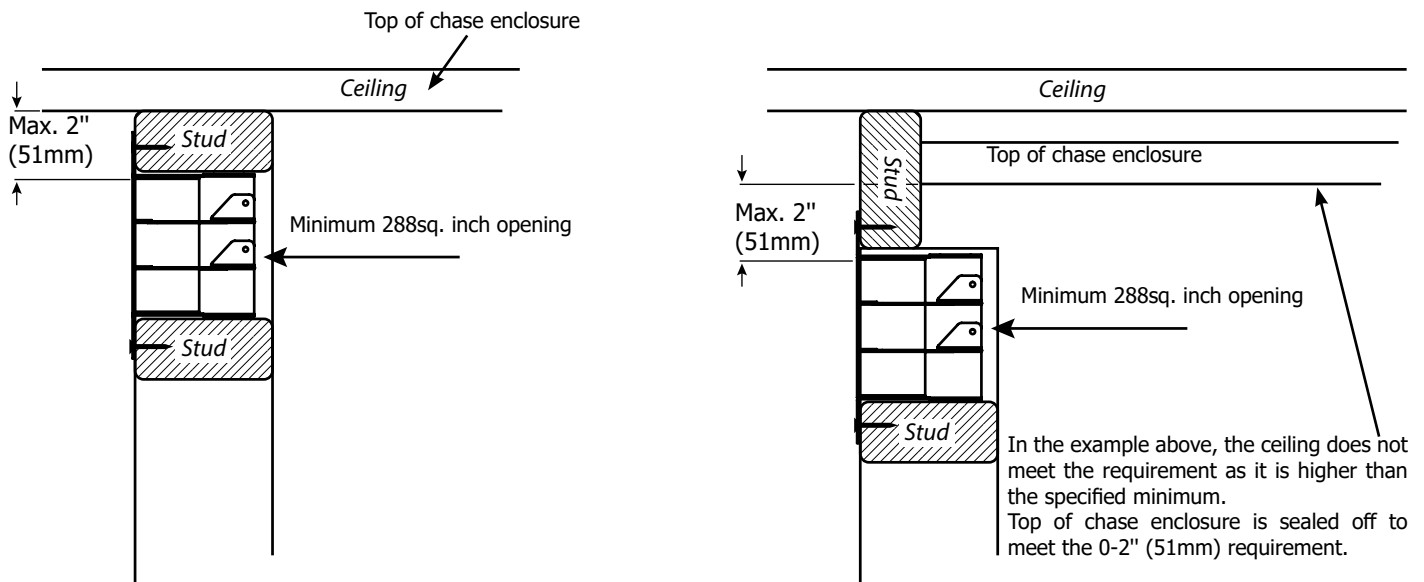 Top of chase enclosure
Ceiling
Max. 2"
(51mm)
Stud
Minimum 288sq. inch opening
Stud
Ceiling
Top of chase enclosure
Stud
Max. 2"
(51mm)
Minimum 288sq. inch opening
Stud
In the example above, the ceiling does not
meet the requirement as it is higher than
the specified minimum.
Top of chase enclosure is sealed off to
meet the 0-2" (51mm) requirement.